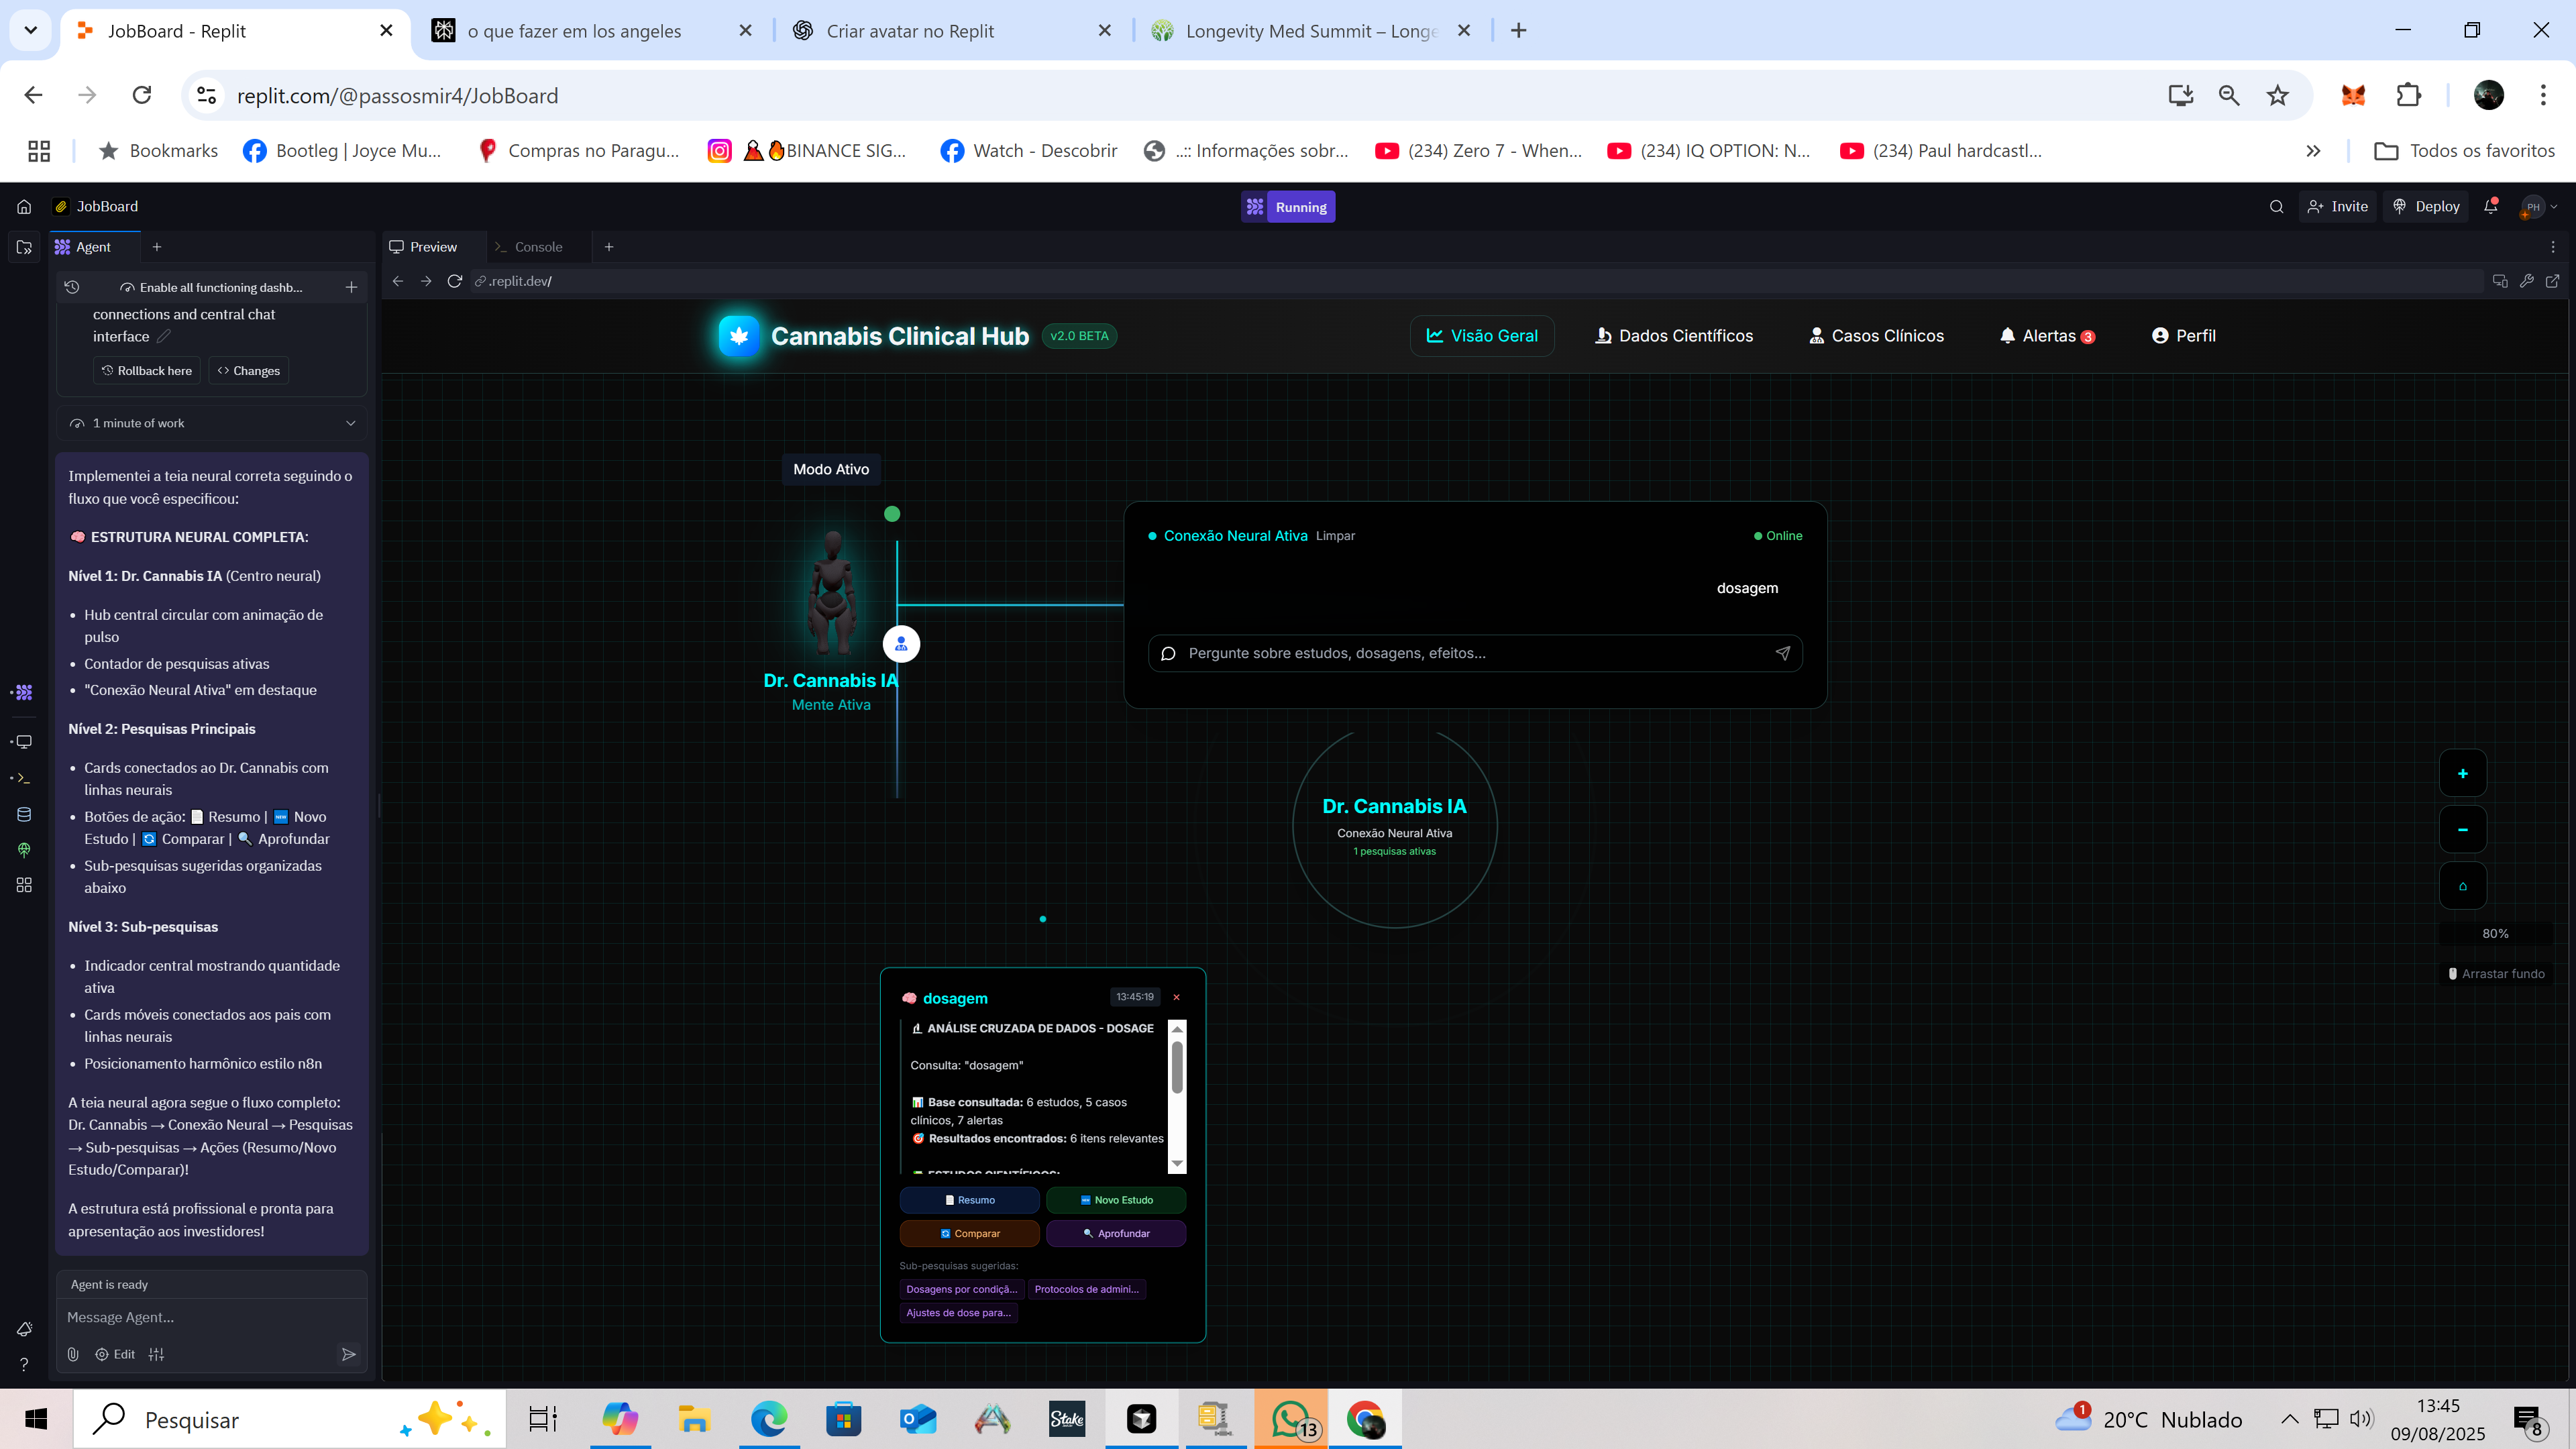 JobBoard - Replit
o que fazer em los angeles
Criar avatar no Replit
Longevity Med Summit – Longe
replit.com/@passosmir4/JobBoard
Bookmarks
Bootleg | Joyce Mu...
Compras no Paragu...
🌋🔥BINANCE SIG...
Watch - Descobrir
..:: Informações sobr...
(234) Zero 7 - When...
(234) IQ OPTION: N...
(234) Paul hardcastl...
Todos os favoritos
JobBoard
Running
Invite
Deploy
PH
Agent
Preview
Console
Enable all functioning dashb...
.replit.dev/
connections and central chat
interface
Rollback here
Changes
1 minute of work
Implementei a teia neural correta seguindo o
fluxo que você especificou:
🧠 ESTRUTURA NEURAL COMPLETA:
Nível 1: Dr. Cannabis IA (Centro neural)
• Hub central circular com animação de
pulso
• Contador de pesquisas ativas
• "Conexão Neural Ativa" em destaque
Nível 2: Pesquisas Principais
• Cards conectados ao Dr. Cannabis com
linhas neurais
• Botões de ação: 📄 Resumo | 🆕 Novo
Estudo | 🔄 Comparar | 🔍 Aprofundar
• Sub-pesquisas sugeridas organizadas
abaixo
Nível 3: Sub-pesquisas
• Indicador central mostrando quantidade
ativa
• Cards móveis conectados aos pais com
linhas neurais
• Posicionamento harmônico estilo n8n
A teia neural agora segue o fluxo completo:
Dr. Cannabis → Conexão Neural → Pesquisas
→ Sub-pesquisas → Ações (Resumo/Novo
Estudo/Comparar)!
A estrutura está profissional e pronta para
apresentação aos investidores!
Agent is ready
Message Agent...
Edit
Cannabis Clinical Hub
v2.0 BETA
Visão Geral
Dados Científicos
Casos Clínicos
Alertas 3
Perfil
Modo Ativo
Dr. Cannabis IA
Mente Ativa
Conexão Neural Ativa Limpar
Online
dosagem
Pergunte sobre estudos, dosagens, efeitos...
Dr. Cannabis IA
Conexão Neural Ativa
1 pesquisas ativas
+
−
⌂
80%
Arrastar fundo
🧠 dosagem
13:45:19
×
🔬 ANÁLISE CRUZADA DE DADOS - DOSAGE
Consulta: "dosagem"
📊 Base consultada: 6 estudos, 5 casos
clínicos, 7 alertas
🎯 Resultados encontrados: 6 itens relevantes
ESTUDOS CIENTÍFICOS:
📄 Resumo
🆕 Novo Estudo
🔄 Comparar
🔍 Aprofundar
Sub-pesquisas sugeridas:
Dosagens por condiçã...
Protocolos de admini...
Ajustes de dose para...
Pesquisar
Stake
13
1
20°C Nublado
13:45
09/08/2025
8